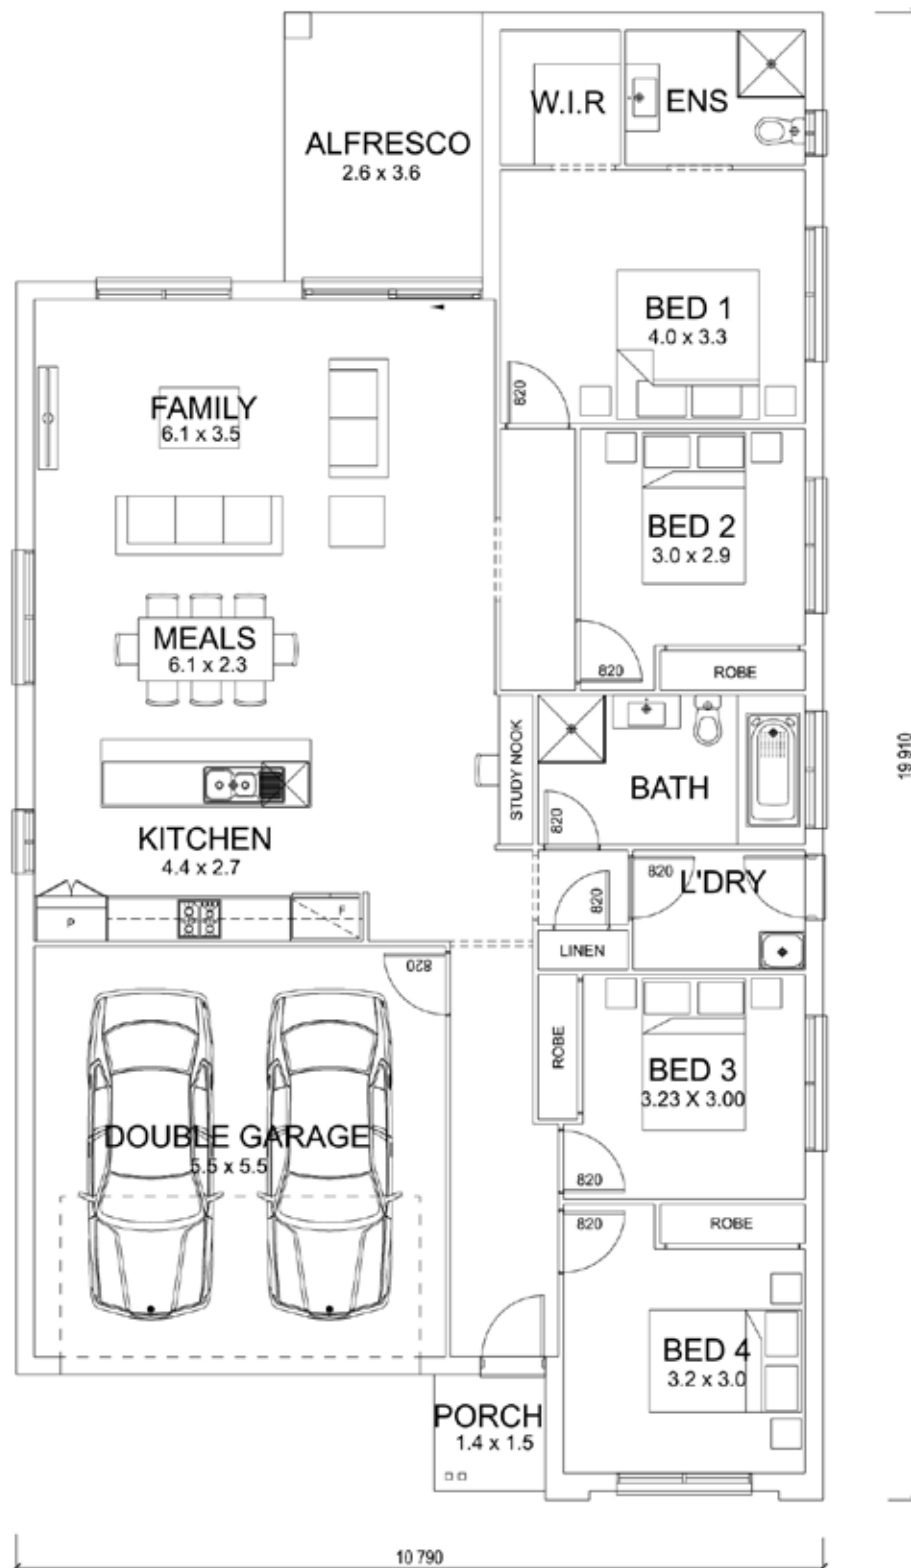 W.I.R
ENS
ALFRESCO
2.6 x 3.6
BED 1
4.0 x 3.3
820
FAMILY
6.1 x 3.5
BED 2
3.0 x 2.9
MEALS
6.1 x 2.3
820
ROBE
STUDY NOOK
BATH
820
19 910
KITCHEN
4.4 x 2.7
820
L'DRY
820
P
F
LINEN
820
ROBE
BED 3
3.23 X 3.00
DOUBLE GARAGE
5.5 x 5.5
820
820
ROBE
BED 4
3.2 x 3.0
PORCH
1.4 x 1.5
10 790